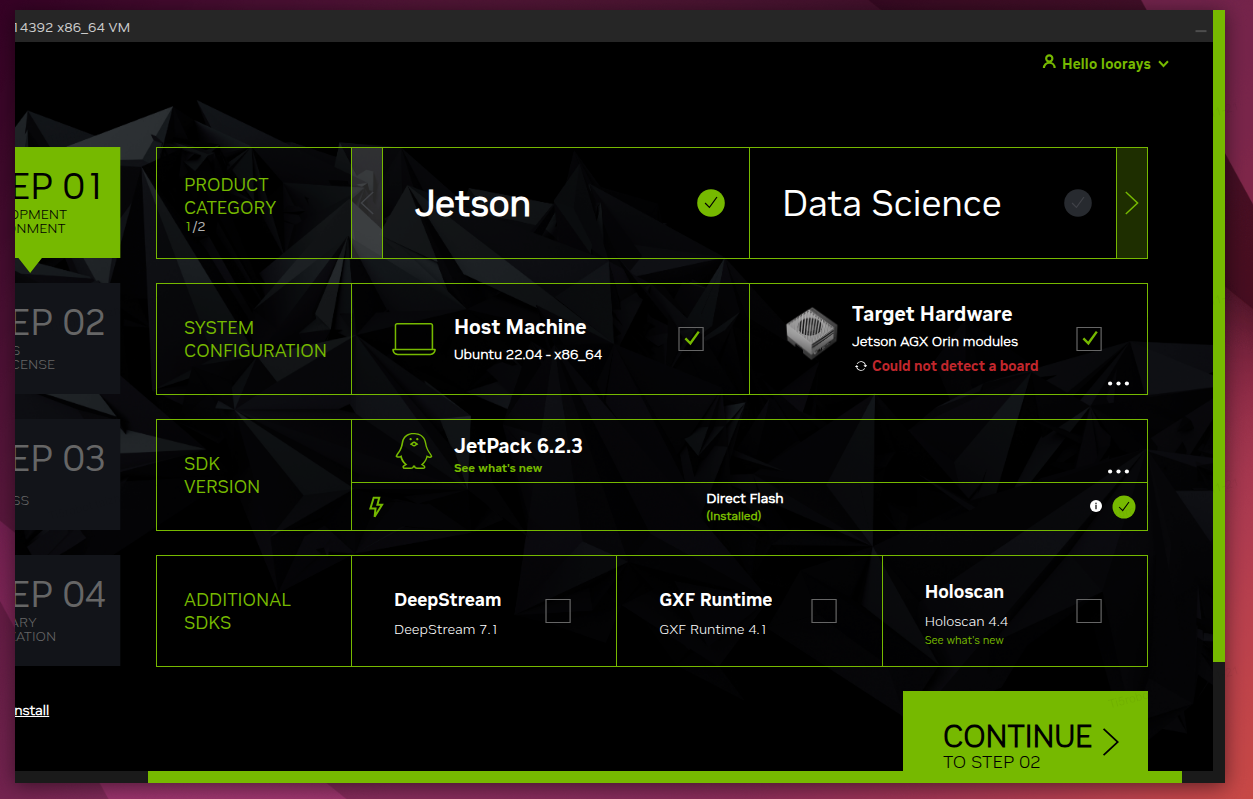 14392 x86_64 VM
Hello loorays
EP 01
OPMENT
NMENT
PRODUCT
CATEGORY
1/2
Jetson
Data Science
EP 02
S
CENSE
SYSTEM
CONFIGURATION
Host Machine
Ubuntu 22.04 - x86_64
Target Hardware
Jetson AGX Orin modules
Could not detect a board
EP 03
SS
SDK
VERSION
JetPack 6.2.3
See what's new
Direct Flash
(Installed)
EP 04
ARY
ATION
ADDITIONAL
SDKS
DeepStream
DeepStream 7.1
GXF Runtime
GXF Runtime 4.1
Holoscan
Holoscan 4.4
See what's new
nstall
CONTINUE
TO STEP 02